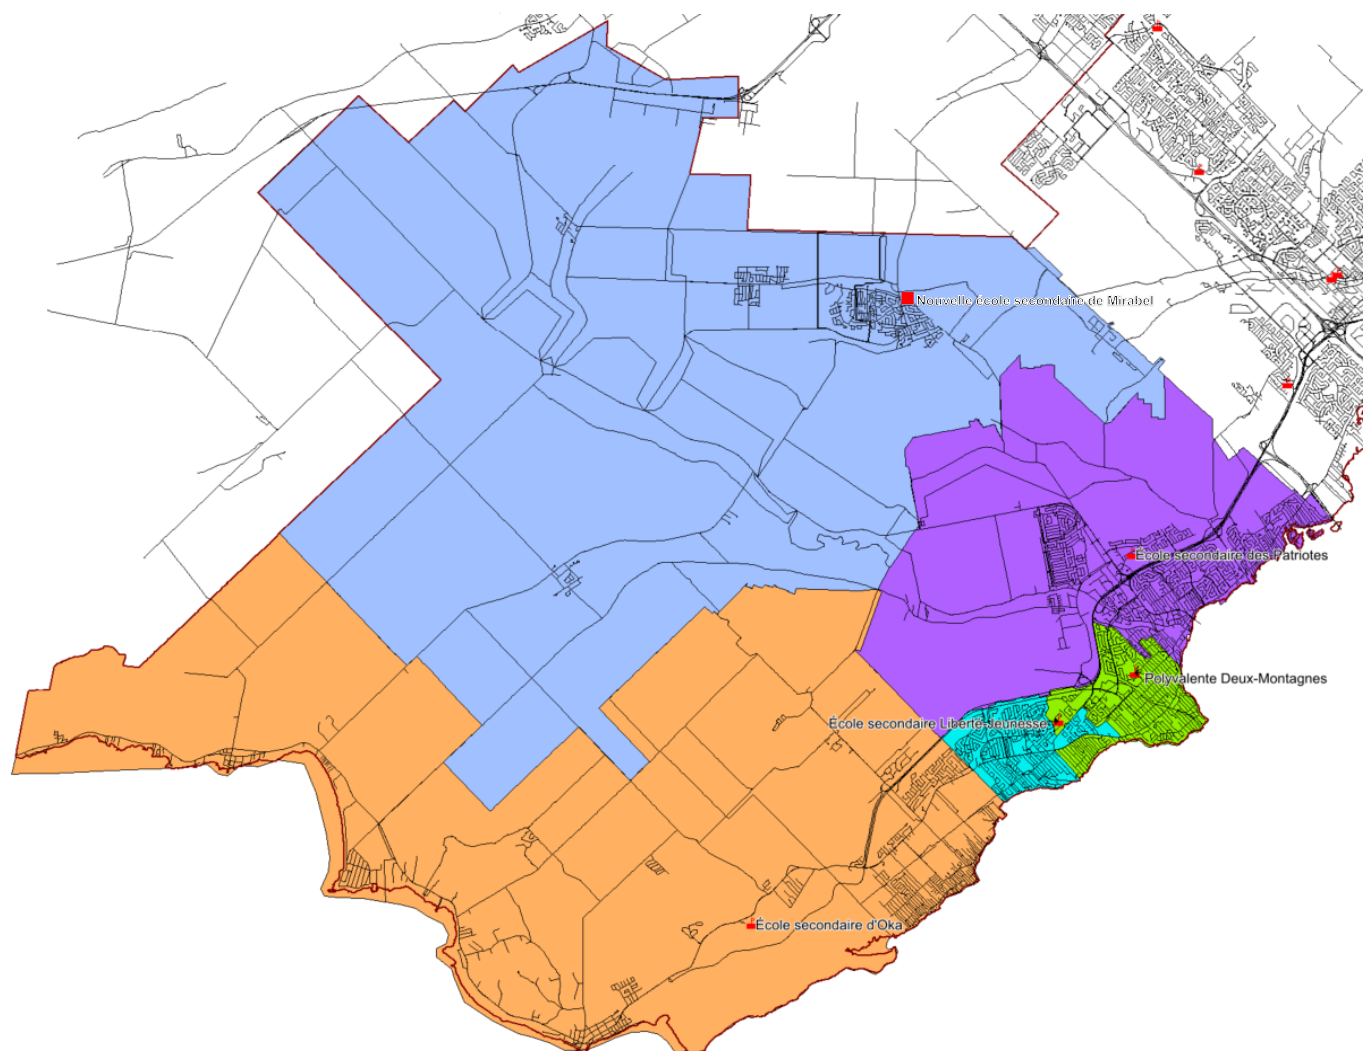 Nouvelle école secondaire de Mirabel
École secondaire des Patriotes
Polyvalente Deux-Montagnes
École secondaire Liberté-Jeunesse
École secondaire d'Oka